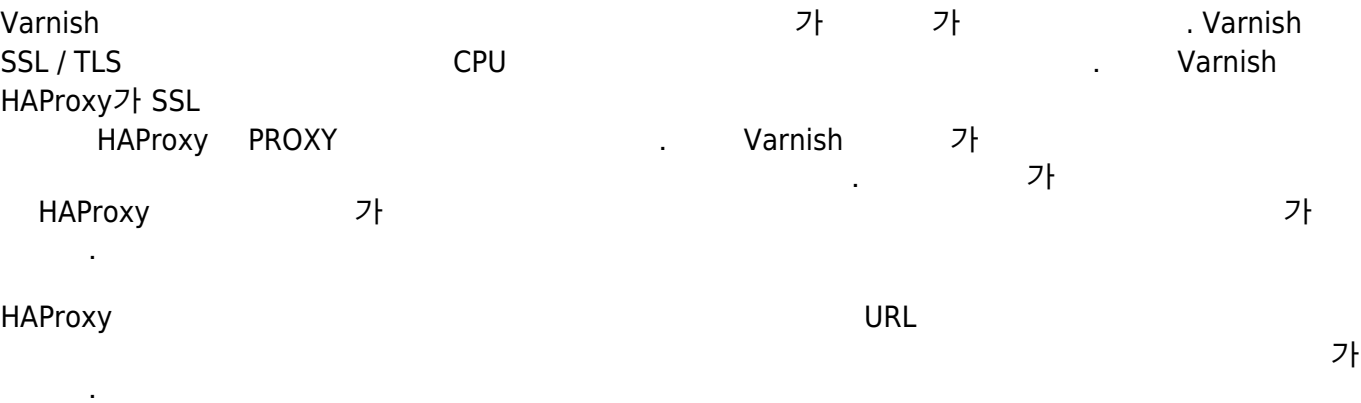 Varnish 가 가 . Varnish
SSL / TLS CPU . Varnish
HAProxy가 SSL
HAProxy PROXY . Varnish 가
. 가
HAProxy 가 가
.
HAProxy URL
가
.